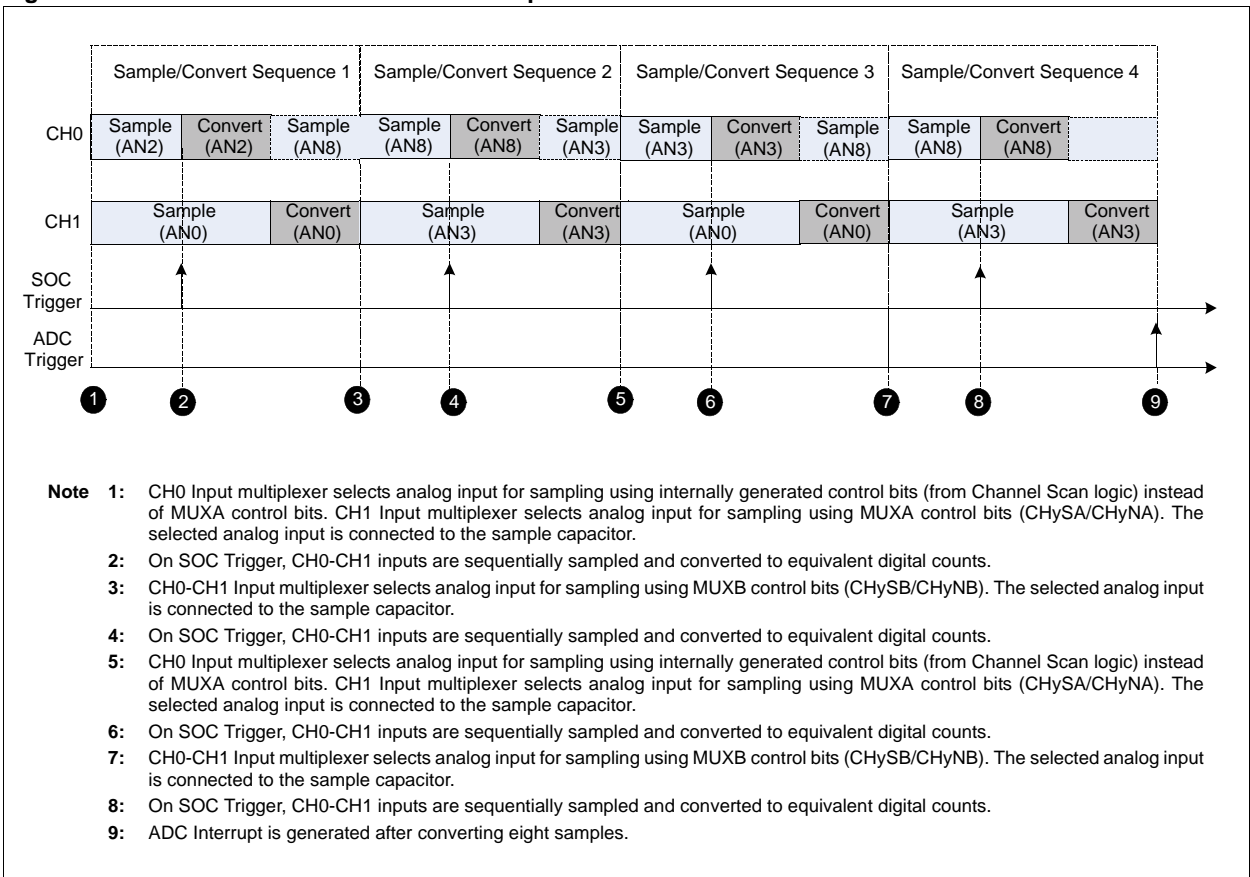 Sample/Convert Sequence 1 Sample/Convert Sequence 2 Sample/Convert Sequence 3 Sample/Convert Sequence 4
CH0
Sample (AN2) Convert (AN2) Sample (AN8) Sample (AN8) Convert (AN8) Sample (AN3) Sample (AN3) Convert (AN3) Sample (AN8) Sample (AN8) Convert (AN8)
CH1
Sample (AN0) Convert (AN0) Sample (AN3) Convert (AN3) Sample (AN0) Convert (AN0) Sample (AN3) Convert (AN3)
SOC
Trigger
ADC
Trigger
1 2 3 4 5 6 7 8 9
Note 1: CH0 Input multiplexer selects analog input for sampling using internally generated control bits (from Channel Scan logic) instead
of MUXA control bits. CH1 Input multiplexer selects analog input for sampling using MUXA control bits (CHySA/CHyNA). The
selected analog input is connected to the sample capacitor.
2: On SOC Trigger, CH0-CH1 inputs are sequentially sampled and converted to equivalent digital counts.
3: CH0-CH1 Input multiplexer selects analog input for sampling using MUXB control bits (CHySB/CHyNB). The selected analog input
is connected to the sample capacitor.
4: On SOC Trigger, CH0-CH1 inputs are sequentially sampled and converted to equivalent digital counts.
5: CH0 Input multiplexer selects analog input for sampling using internally generated control bits (from Channel Scan logic) instead
of MUXA control bits. CH1 Input multiplexer selects analog input for sampling using MUXA control bits (CHySA/CHyNA). The
selected analog input is connected to the sample capacitor.
6: On SOC Trigger, CH0-CH1 inputs are sequentially sampled and converted to equivalent digital counts.
7: CH0-CH1 Input multiplexer selects analog input for sampling using MUXB control bits (CHySB/CHyNB). The selected analog input
is connected to the sample capacitor.
8: On SOC Trigger, CH0-CH1 inputs are sequentially sampled and converted to equivalent digital counts.
9: ADC Interrupt is generated after converting eight samples.